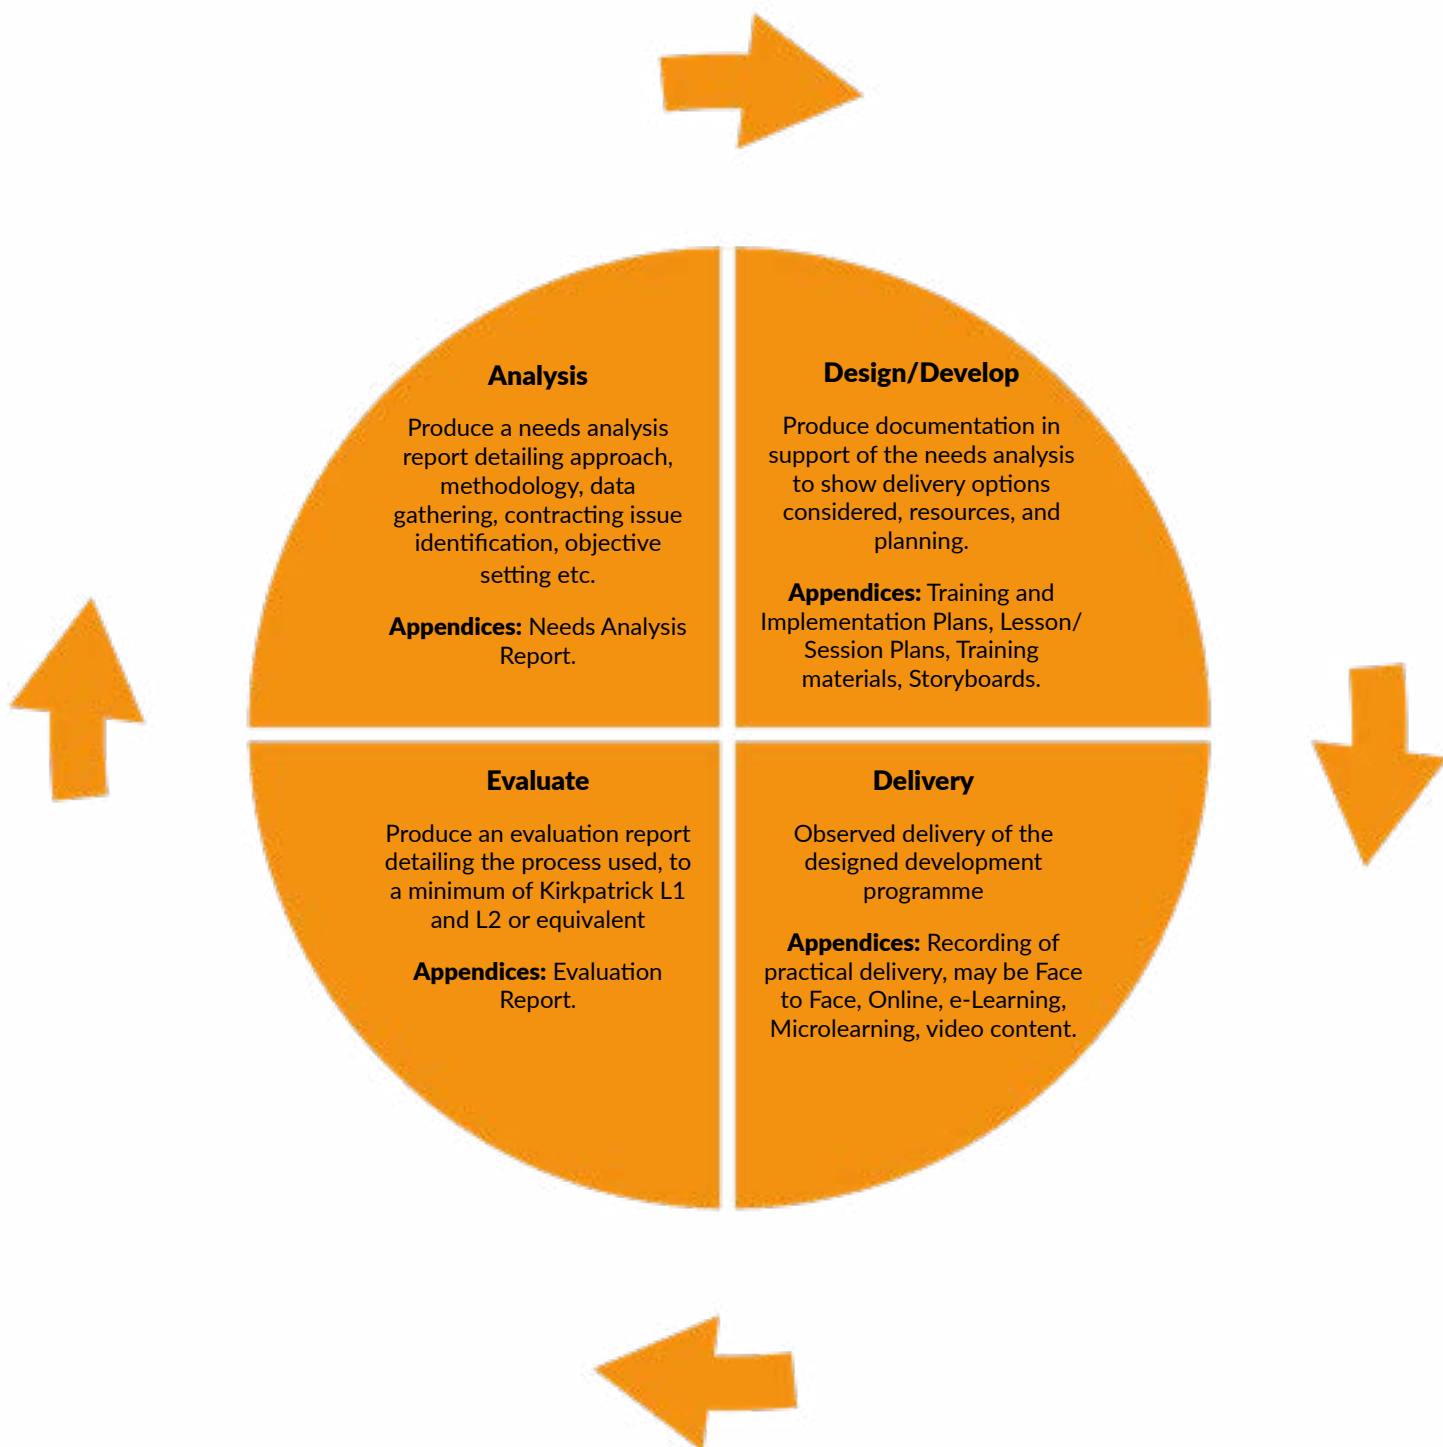 Analysis
Produce a needs analysis
report detailing approach,
methodology, data
gathering, contracting issue
identification, objective
setting etc.
Appendices: Needs Analysis
Report.
Design/Develop
Produce documentation in
support of the needs analysis
to show delivery options
considered, resources, and
planning.
Appendices: Training and
Implementation Plans, Lesson/
Session Plans, Training
materials, Storyboards.
Evaluate
Produce an evaluation report
detailing the process used, to
a minimum of Kirkpatrick L1
and L2 or equivalent
Appendices: Evaluation
Report.
Delivery
Observed delivery of the
designed development
programme
Appendices: Recording of
practical delivery, may be Face
to Face, Online, e-Learning,
Microlearning, video content.